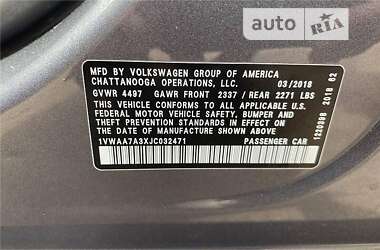 auto RIA
MFD BY VOLKSWAGEN GROUP OF AMERICA
CHATTANOOGA OPERATIONS, LLC. 03/2018
GVWR 4497 GAWR FRONT 2337 / REAR 2271 LBS
THIS VEHICLE CONFORMS TO ALL APPLICABLE U.S.
FEDERAL MOTOR VEHICLE SAFETY, BUMPER AND
THEFT PREVENTION STANDARDS IN EFFECT ON THE
DATE OF MANUFACTURE SHOWN ABOVE.
1VWAA7A3XJC032471 PASSENGER CAR
2018 62